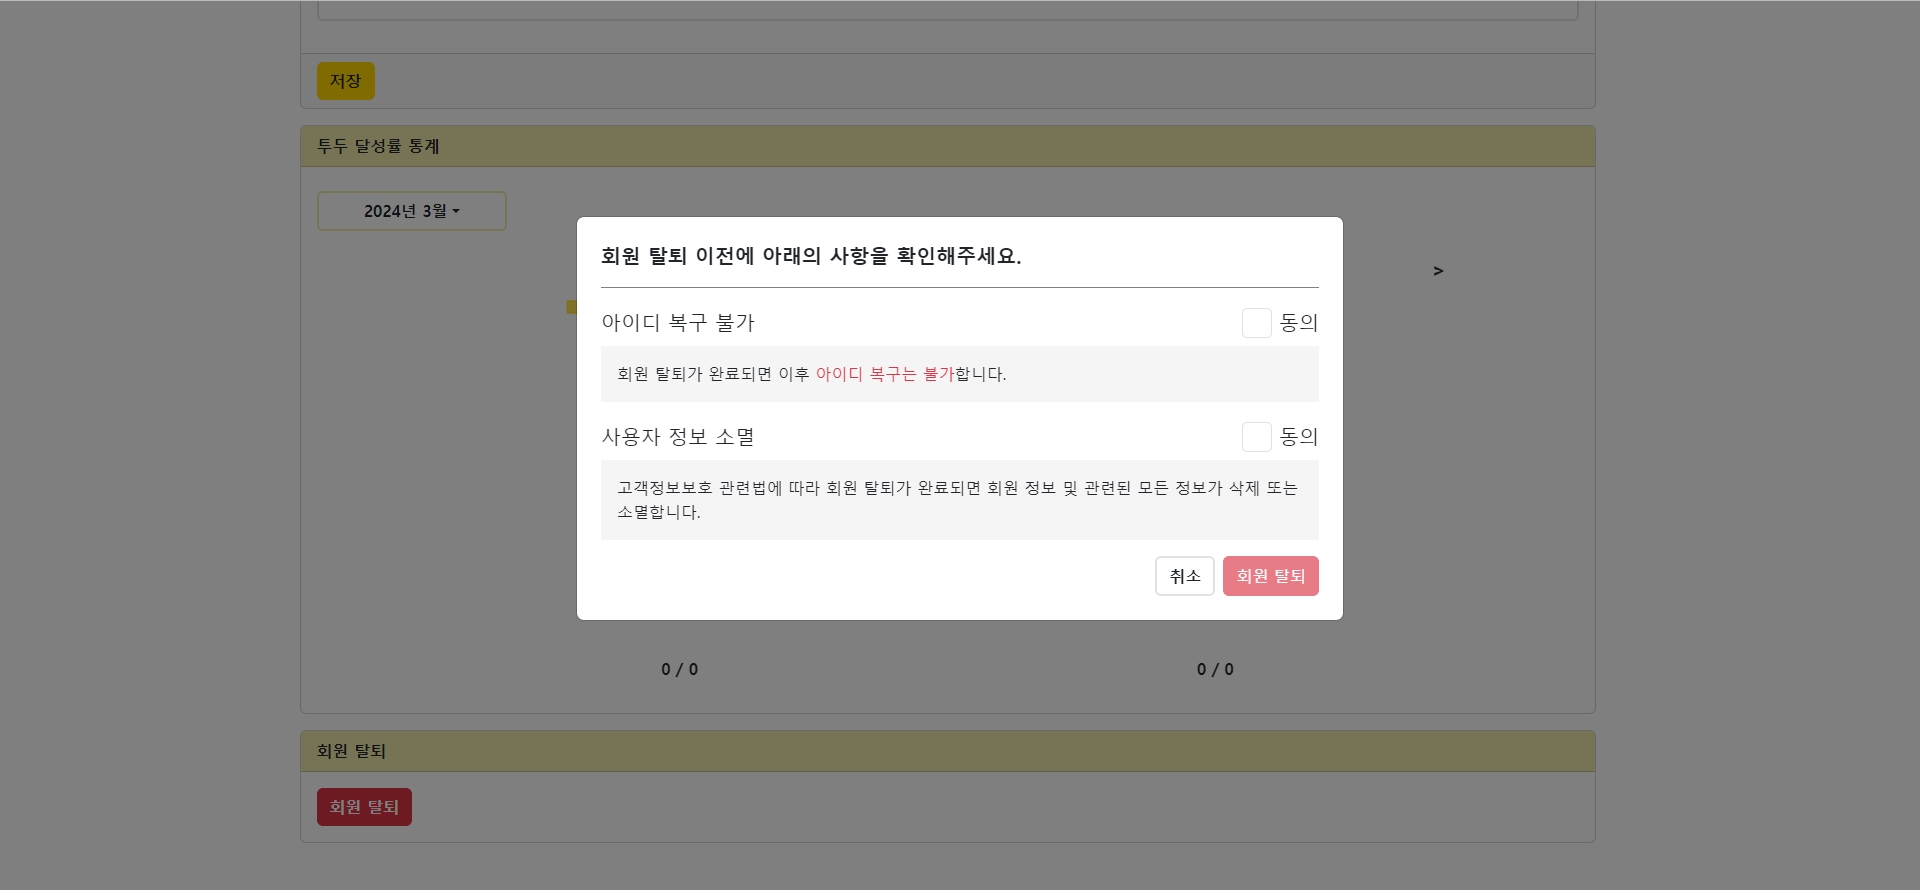 저장
투두 달성률 통계
2024년 3월
>
회원 탈퇴 이전에 아래의 사항을 확인해주세요.
아이디 복구 불가 동의
회원 탈퇴가 완료되면 이후 아이디 복구는 불가합니다.
사용자 정보 소멸 동의
고객정보보호 관련법에 따라 회원 탈퇴가 완료되면 회원 정보 및 관련된 모든 정보가 삭제 또는
소멸합니다.
취소 회원 탈퇴
0 / 0 0 / 0
회원 탈퇴
회원 탈퇴